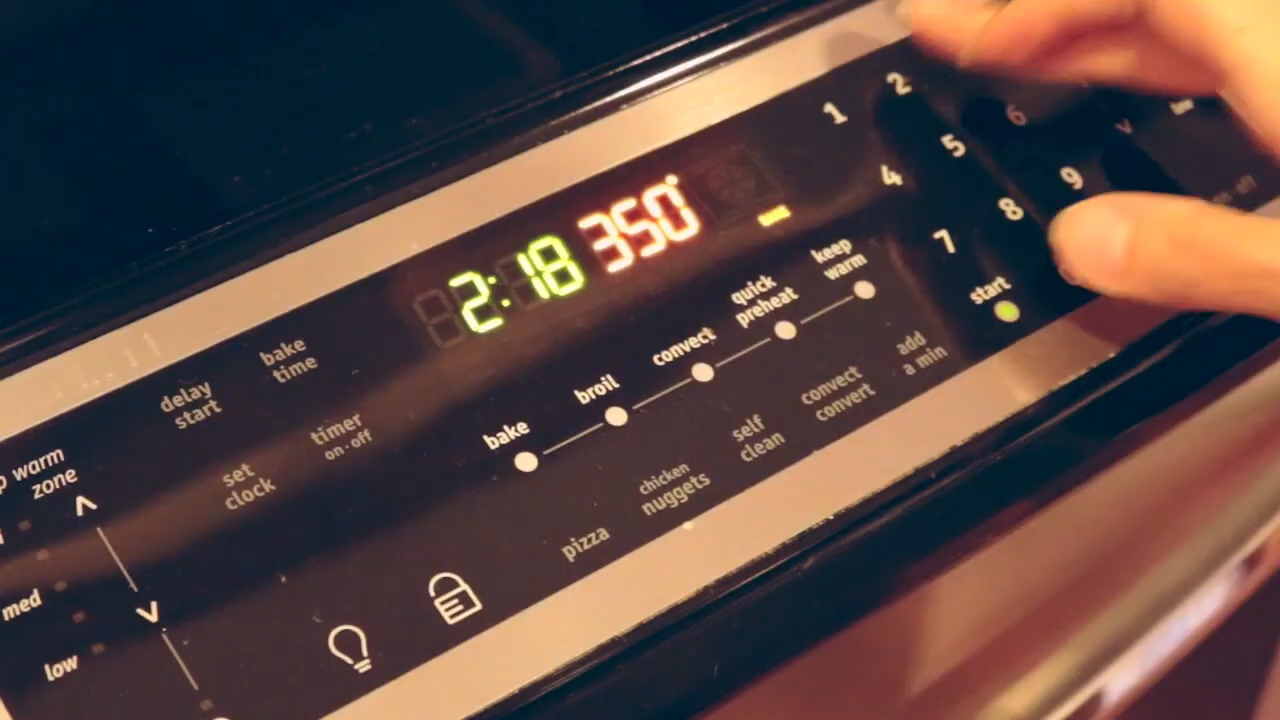 2:18 350°
1 2
4 5 6
7 8 9
start
delay
start
bake
time
set
clock
timer
on·off
warm
zone
med
low
bake
broil
convect
quick
preheat
keep
warm
pizza
chicken
nuggets
self
clean
convect
convert
add
a min